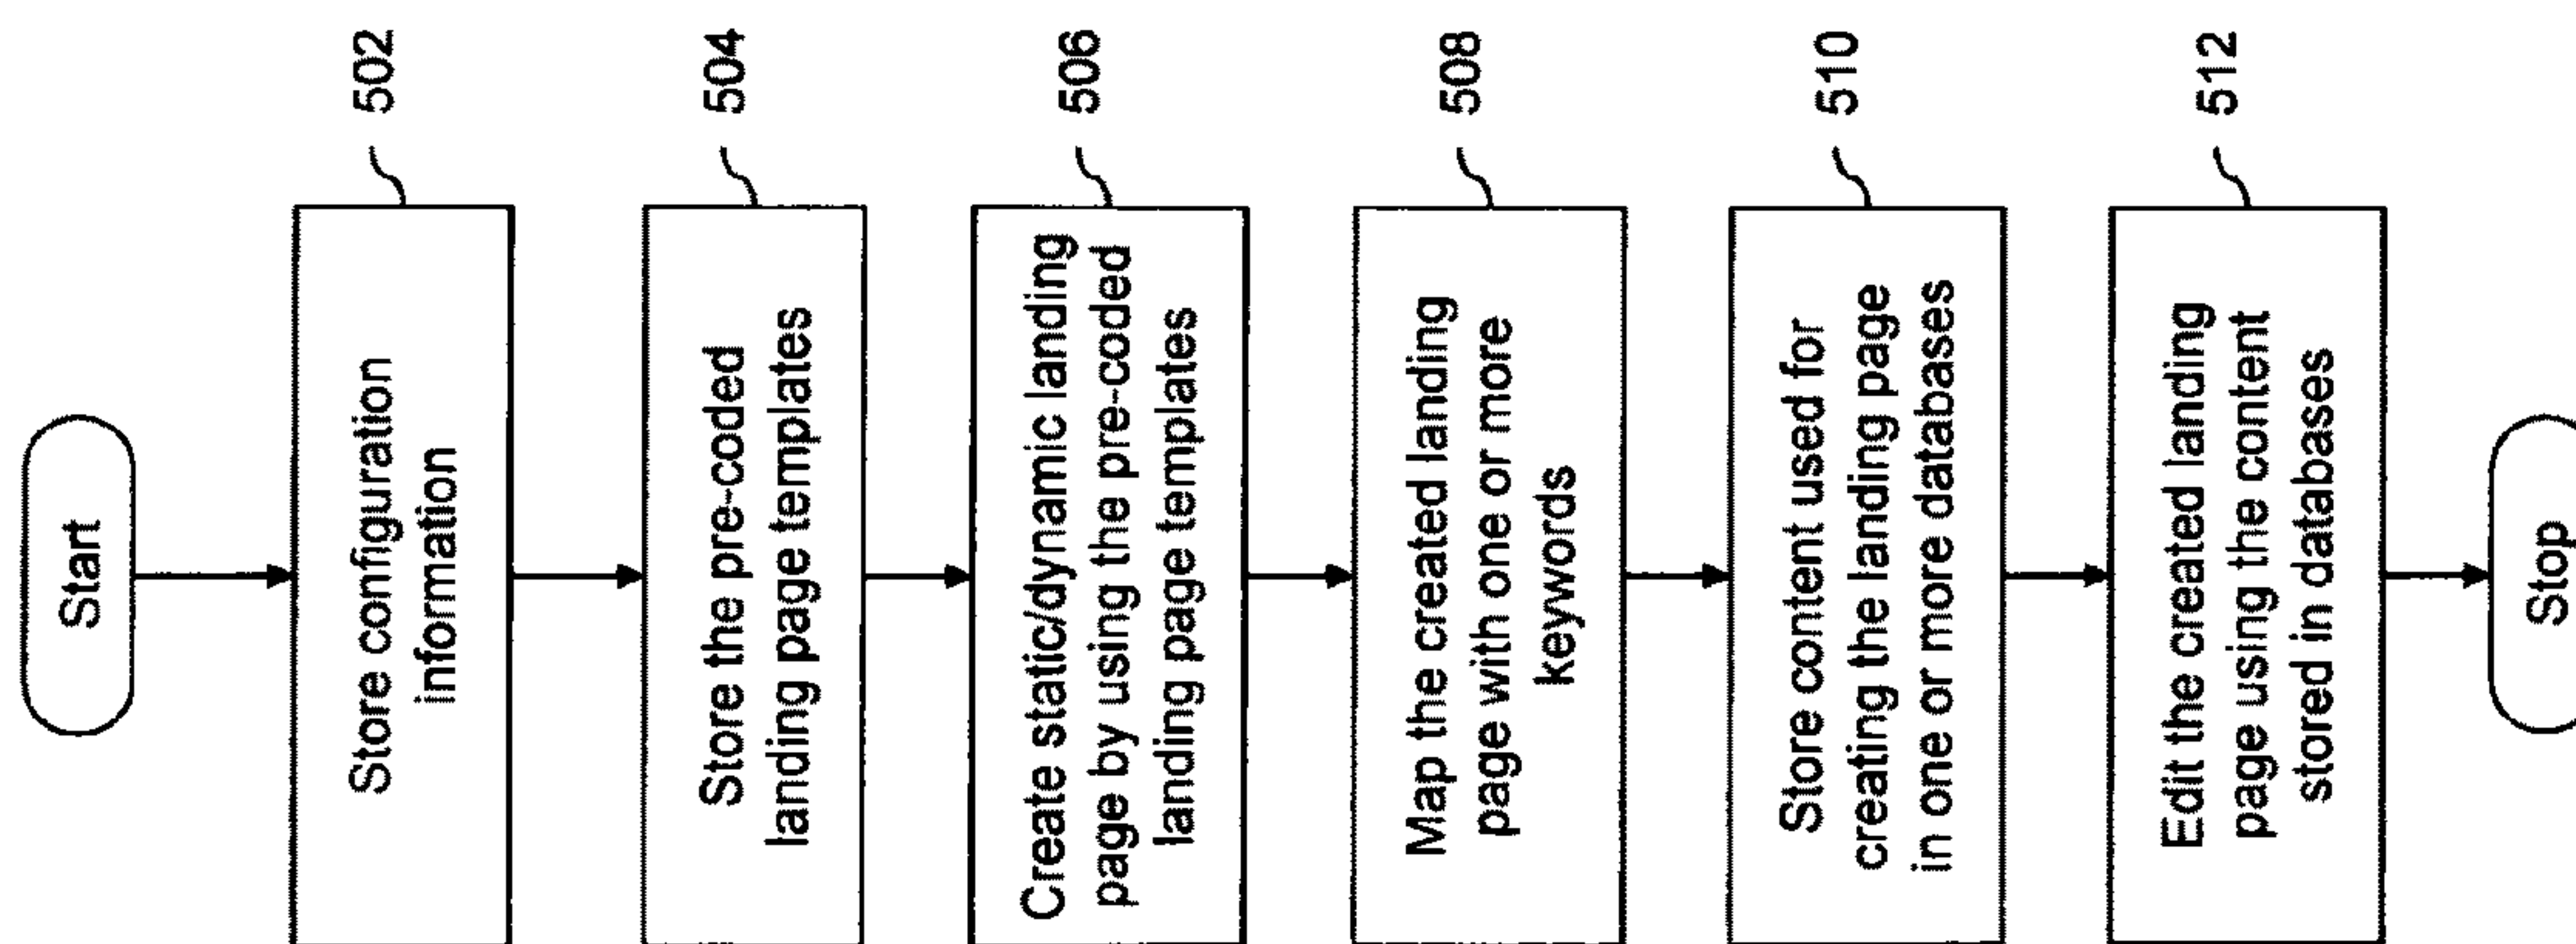 Start
502
Store configuration
information
504
Store the pre-coded
landing page templates
506
Create static/dynamic landing
page by using the pre-coded
landing page templates
508
Map the created landing
page with one or more
keywords
510
Store content used for
creating the landing page
in one or more databases
512
Edit the created landing
page using the content
stored in databases
Stop